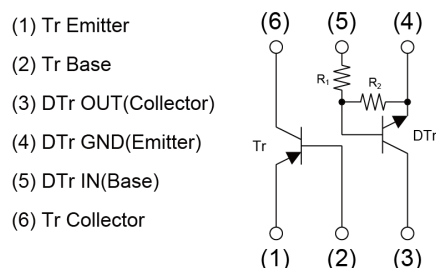 (1) Tr Emitter
(2) Tr Base
(3) DTr OUT(Collector)
(4) DTr GND(Emitter)
(5) DTr IN(Base)
(6) Tr Collector
(6) (5) (4)
R1 R2
Tr DTr
(1) (2) (3)